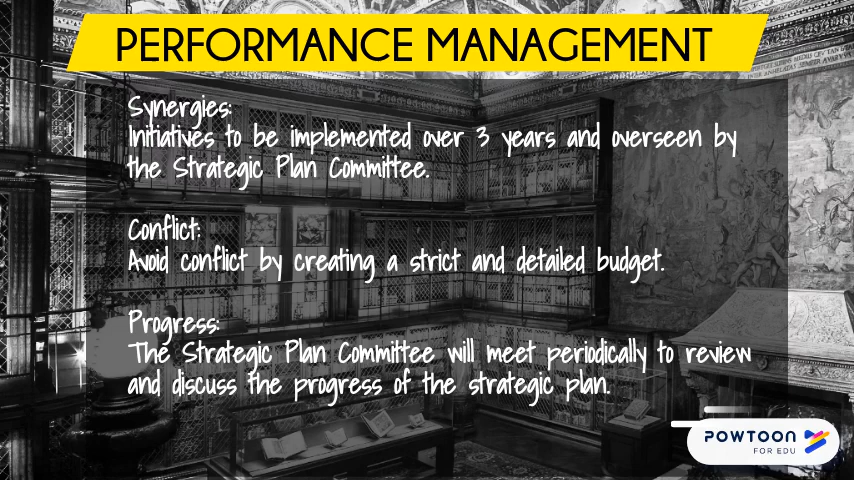 PERFORMANCE MANAGEMENT
Synergies:
Initiatives to be implemented over 3 years and overseen by
the Strategic Plan Committee.
Conflict:
Avoid conflict by creating a strict and detailed budget.
Progress:
The Strategic Plan Committee will meet periodically to review
and discuss the progress of the strategic plan.
POWTOON
FOR EDU